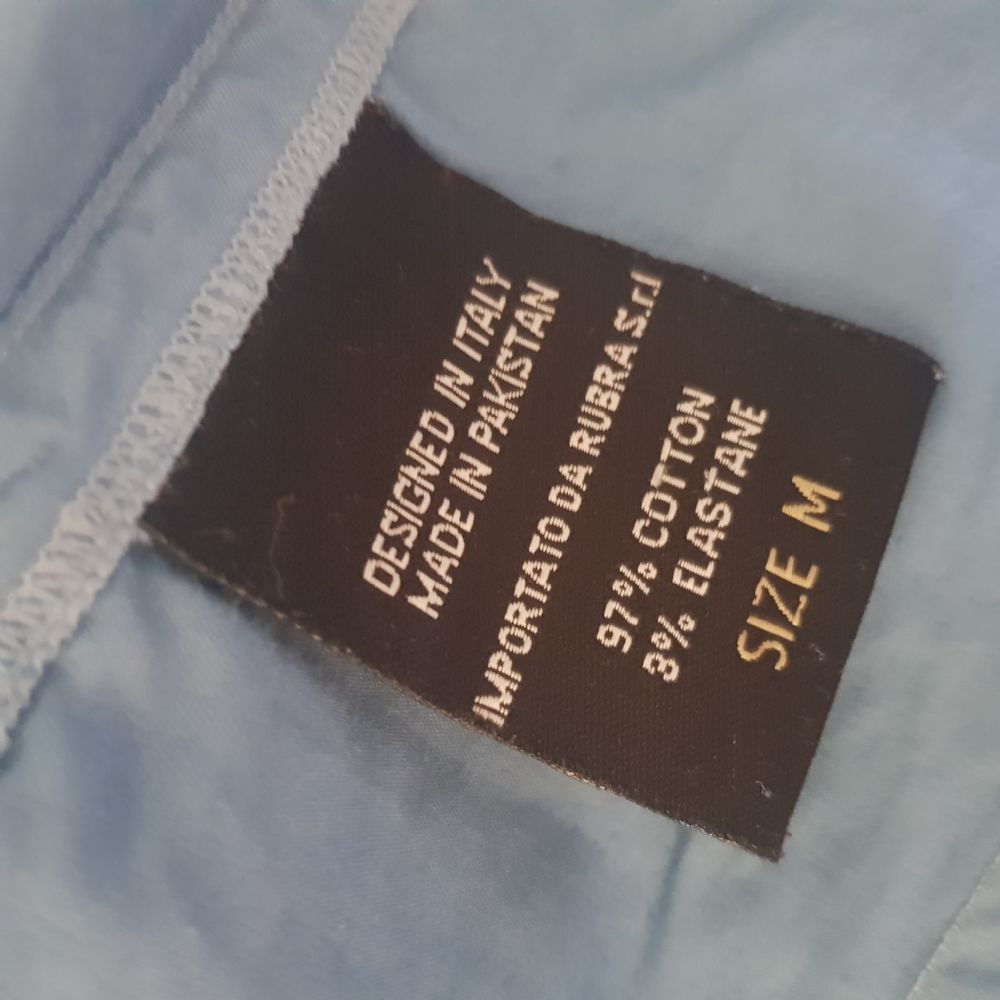 DESIGNED IN ITALY
MADE IN PAKISTAN
IMPORTATO DA RUBRA S.r.l
97% COTTON
3% ELASTANE
SIZE M